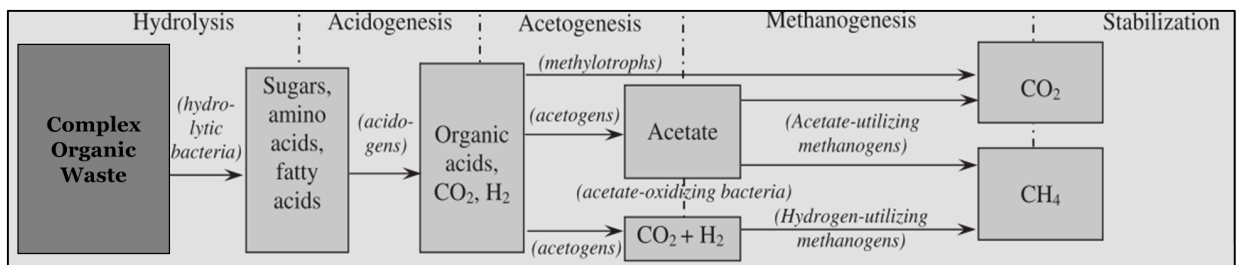 Hydrolysis
Acidogenesis
Acetogenesis
Methanogenesis
Stabilization
Complex
Organic
Waste
(hydro-
lytic
bacteria)
Sugars,
amino
acids,
fatty
acids
(acido-
gens)
Organic
acids,
CO₂, H₂
(methylotrophs)
(acetogens)
Acetate
(Acetate-utilizing
methanogens)
(acetate-oxidizing bacteria)
(acetogens)
CO₂ + H₂
(Hydrogen-utilizing
methanogens)
CO₂
CH₄